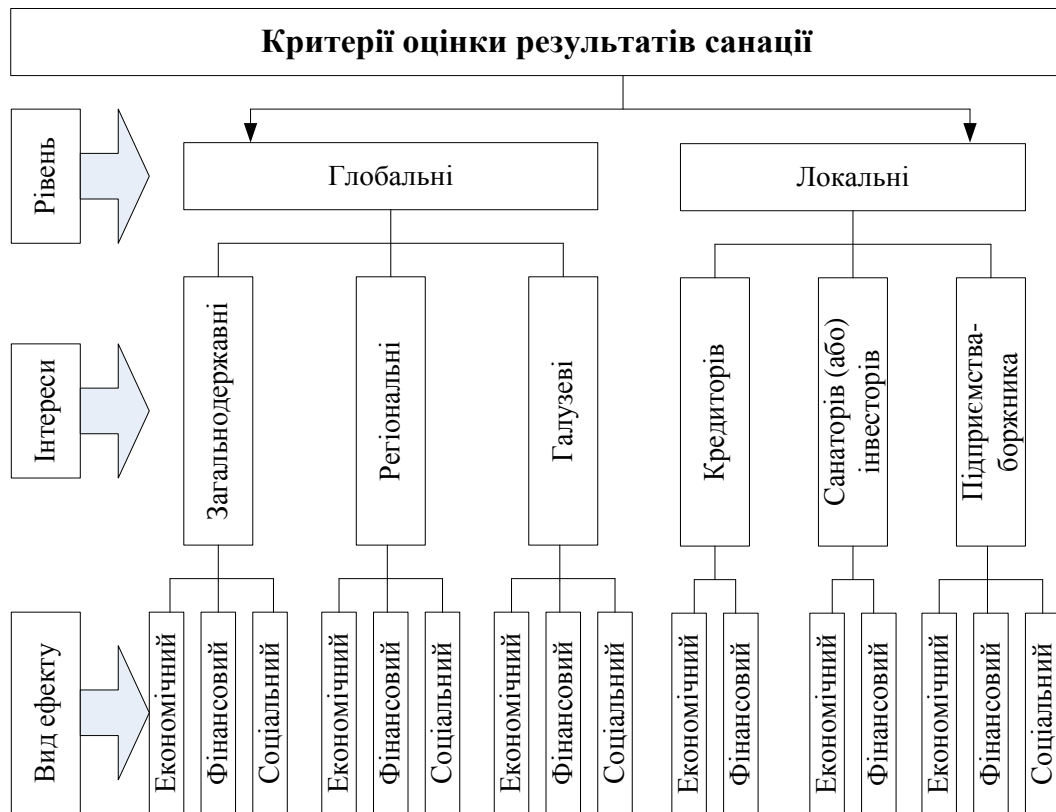 Критерії оцінки результатів санації
Рівень
Глобальні
Локальні
Інтереси
Загальнодержавні
Регіональні
Галузеві
Кредиторів
Санаторів (або)
інвесторів
Підприємства-
боржника
Вид ефекту
Економічний
Фінансовий
Соціальний
Економічний
Фінансовий
Соціальний
Економічний
Фінансовий
Соціальний
Економічний
Фінансовий
Економічний
Фінансовий
Економічний
Фінансовий
Соціальний